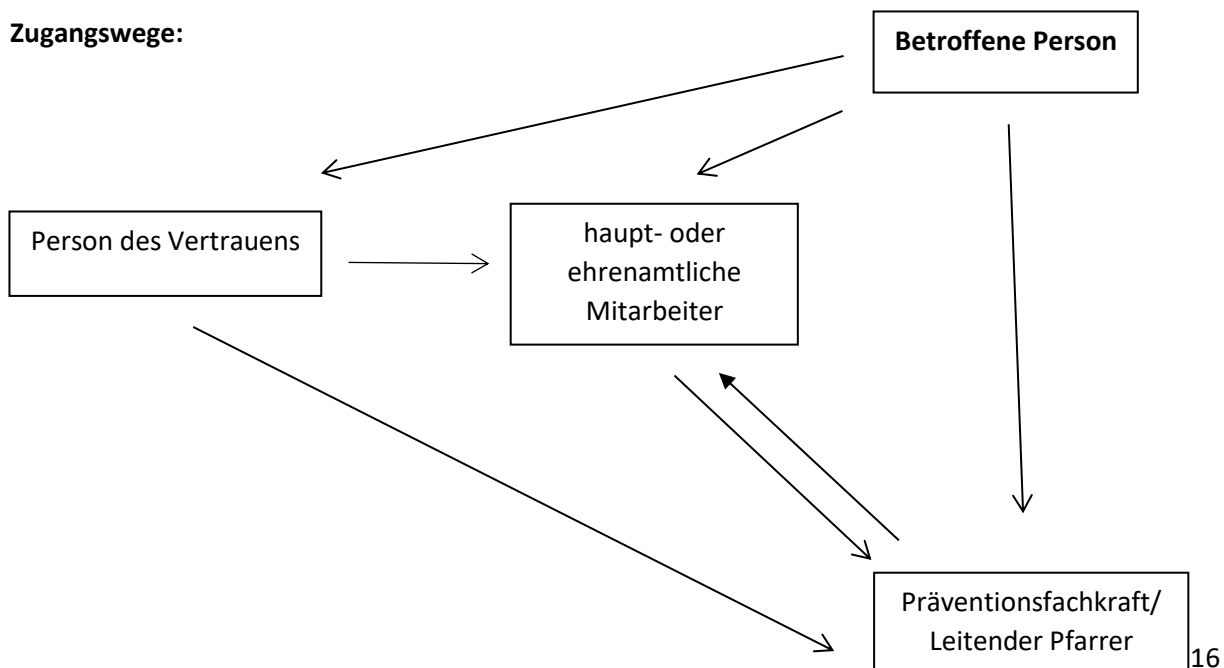 Zugangswege:
Betroffene Person
Person des Vertrauens
haupt- oder
ehrenamtliche
Mitarbeiter
Präventionsfachkraft/
Leitender Pfarrer
16